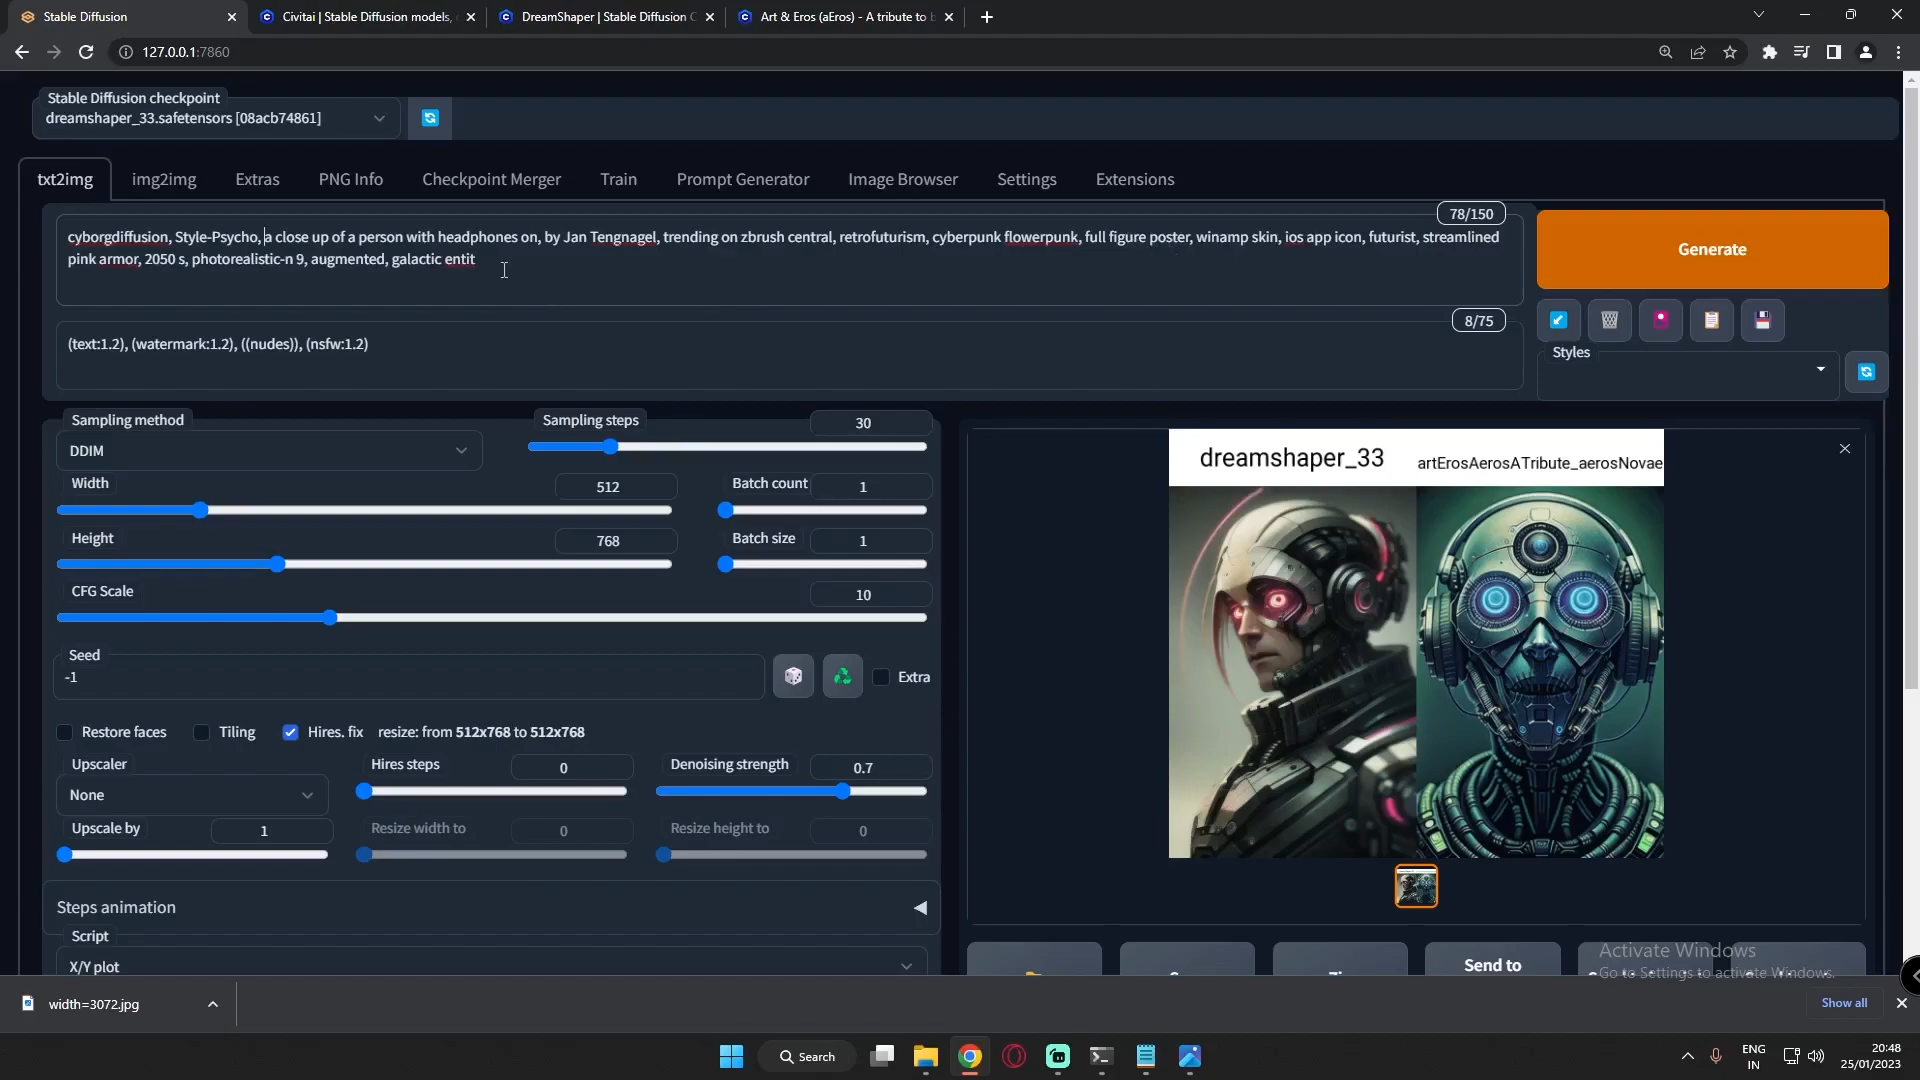 Stable Diffusion
Civitai | Stable Diffusion models,
DreamShaper | Stable Diffusion C
Art & Eros (aEros) - A tribute to b
127.0.0.1:7860
Stable Diffusion checkpoint
dreamshaper_33.safetensors [08acb74861]
txt2img
img2img
Extras
PNG Info
Checkpoint Merger
Train
Prompt Generator
Image Browser
Settings
Extensions
78/150
cyborgdiffusion, Style-Psycho, a close up of a person with headphones on, by Jan Tengnagel, trending on zbrush central, retrofuturism, cyberpunk flowerpunk, full figure poster, winamp skin, ios app icon, futurist, streamlined
pink armor, 2050 s, photorealistic-n 9, augmented, galactic entit
Generate
8/75
(text:1.2), (watermark:1.2), ((nudes)), (nsfw:1.2)
Styles
Sampling method
DDIM
Sampling steps
30
Width
512
Batch count
1
Height
768
Batch size
1
CFG Scale
10
Seed
-1
Extra
Restore faces
Tiling
Hires. fix
resize: from 512x768 to 512x768
Upscaler
None
Hires steps
0
Denoising strength
0.7
Upscale by
1
Resize width to
0
Resize height to
0
Steps animation
Script
X/Y plot
dreamshaper_33
artErosAerosATribute_aerosNovae
Send to
Activate Windows
Go to Settings to activate Windows.
width=3072.jpg
Show all
Search
ENG
IN
20:48
25/01/2023